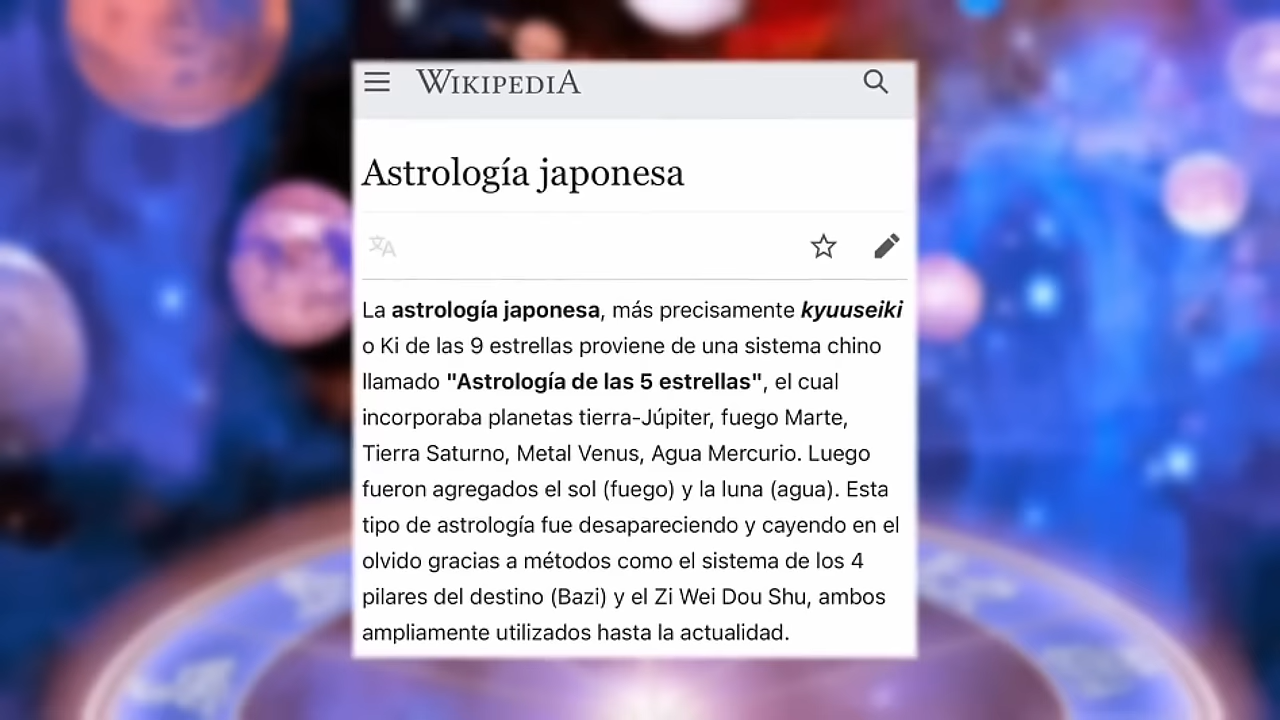 WIKIPEDIA
Astrología japonesa
La astrología japonesa, más precisamente kyuuseiki
o Ki de las 9 estrellas proviene de una sistema chino
llamado "Astrología de las 5 estrellas", el cual
incorporaba planetas tierra-Júpiter, fuego Marte,
Tierra Saturno, Metal Venus, Agua Mercurio. Luego
fueron agregados el sol (fuego) y la luna (agua). Esta
tipo de astrología fue desapareciendo y cayendo en el
olvido gracias a métodos como el sistema de los 4
pilares del destino (Bazi) y el Zi Wei Dou Shu, ambos
ampliamente utilizados hasta la actualidad.